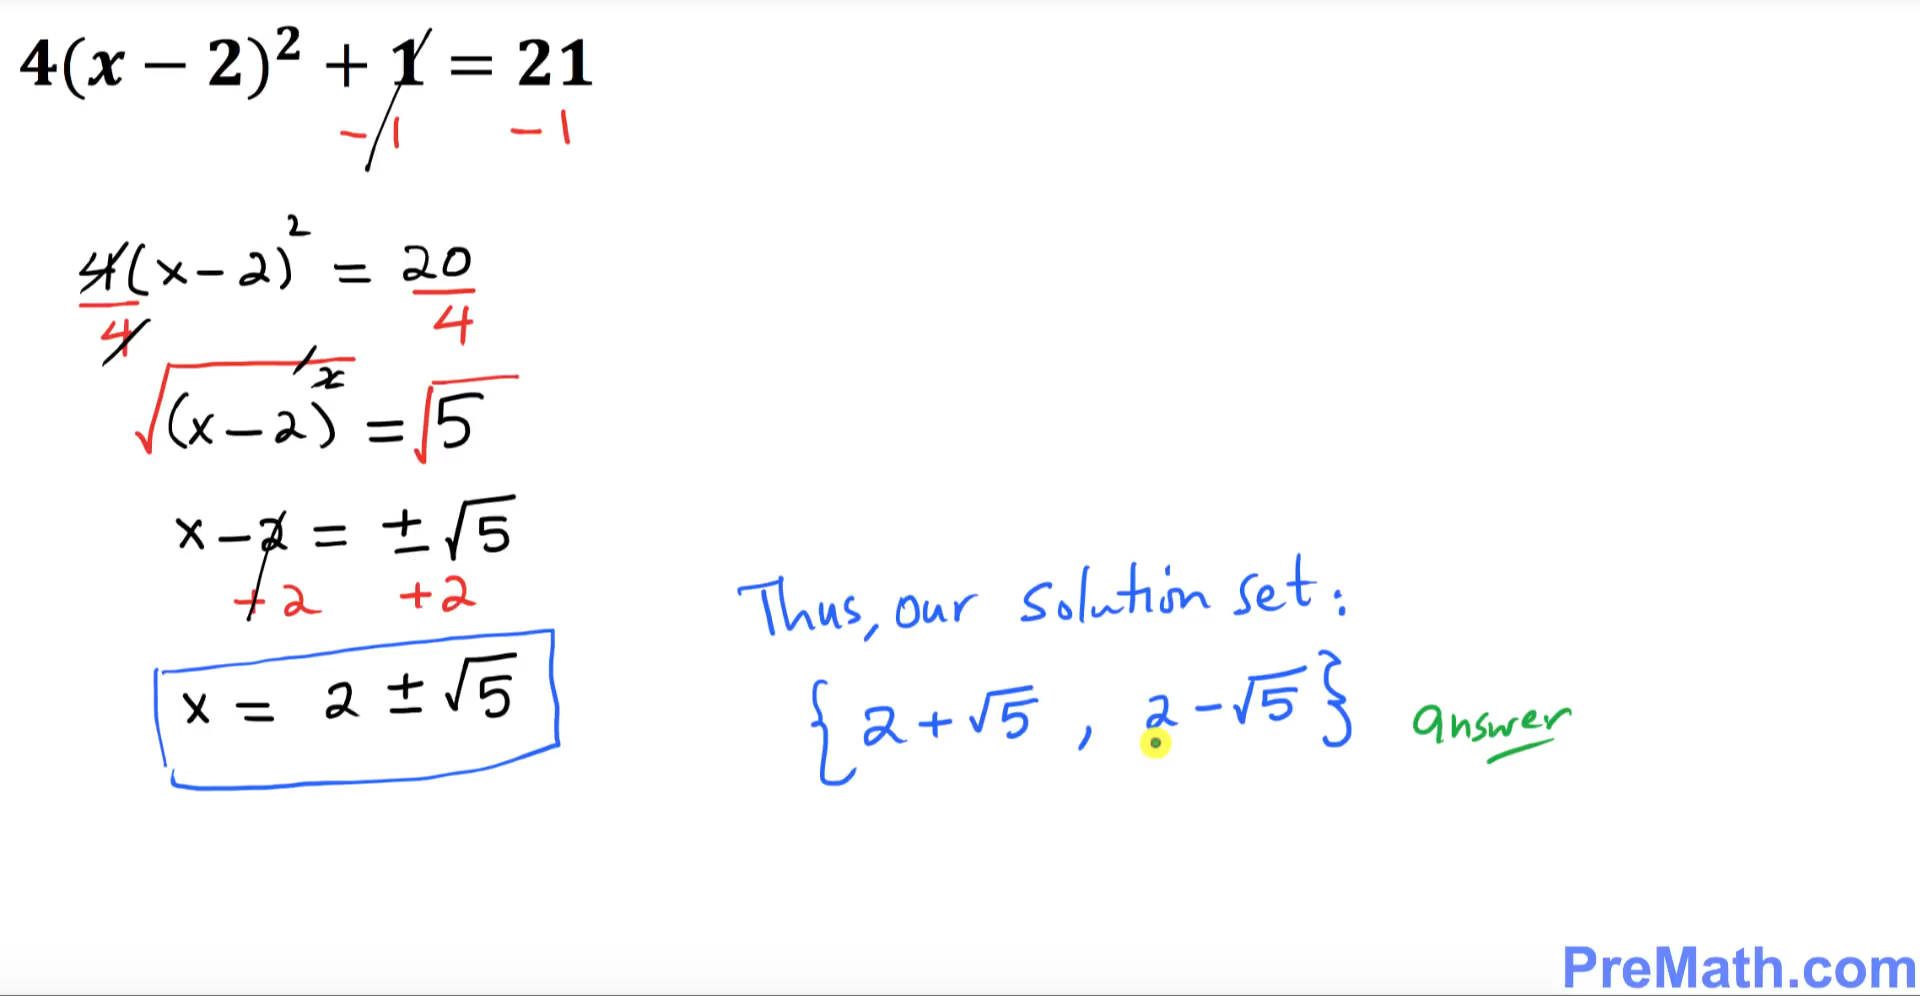 4(x − 2)² + 1 = 21
−1 −1
4(x−2)² = 20
4 4
√(x−2)² = √5
x−2 = ±√5
+2 +2
x = 2 ± √5
Thus, our solution set:
{2+√5, 2−√5} answer
PreMath.com